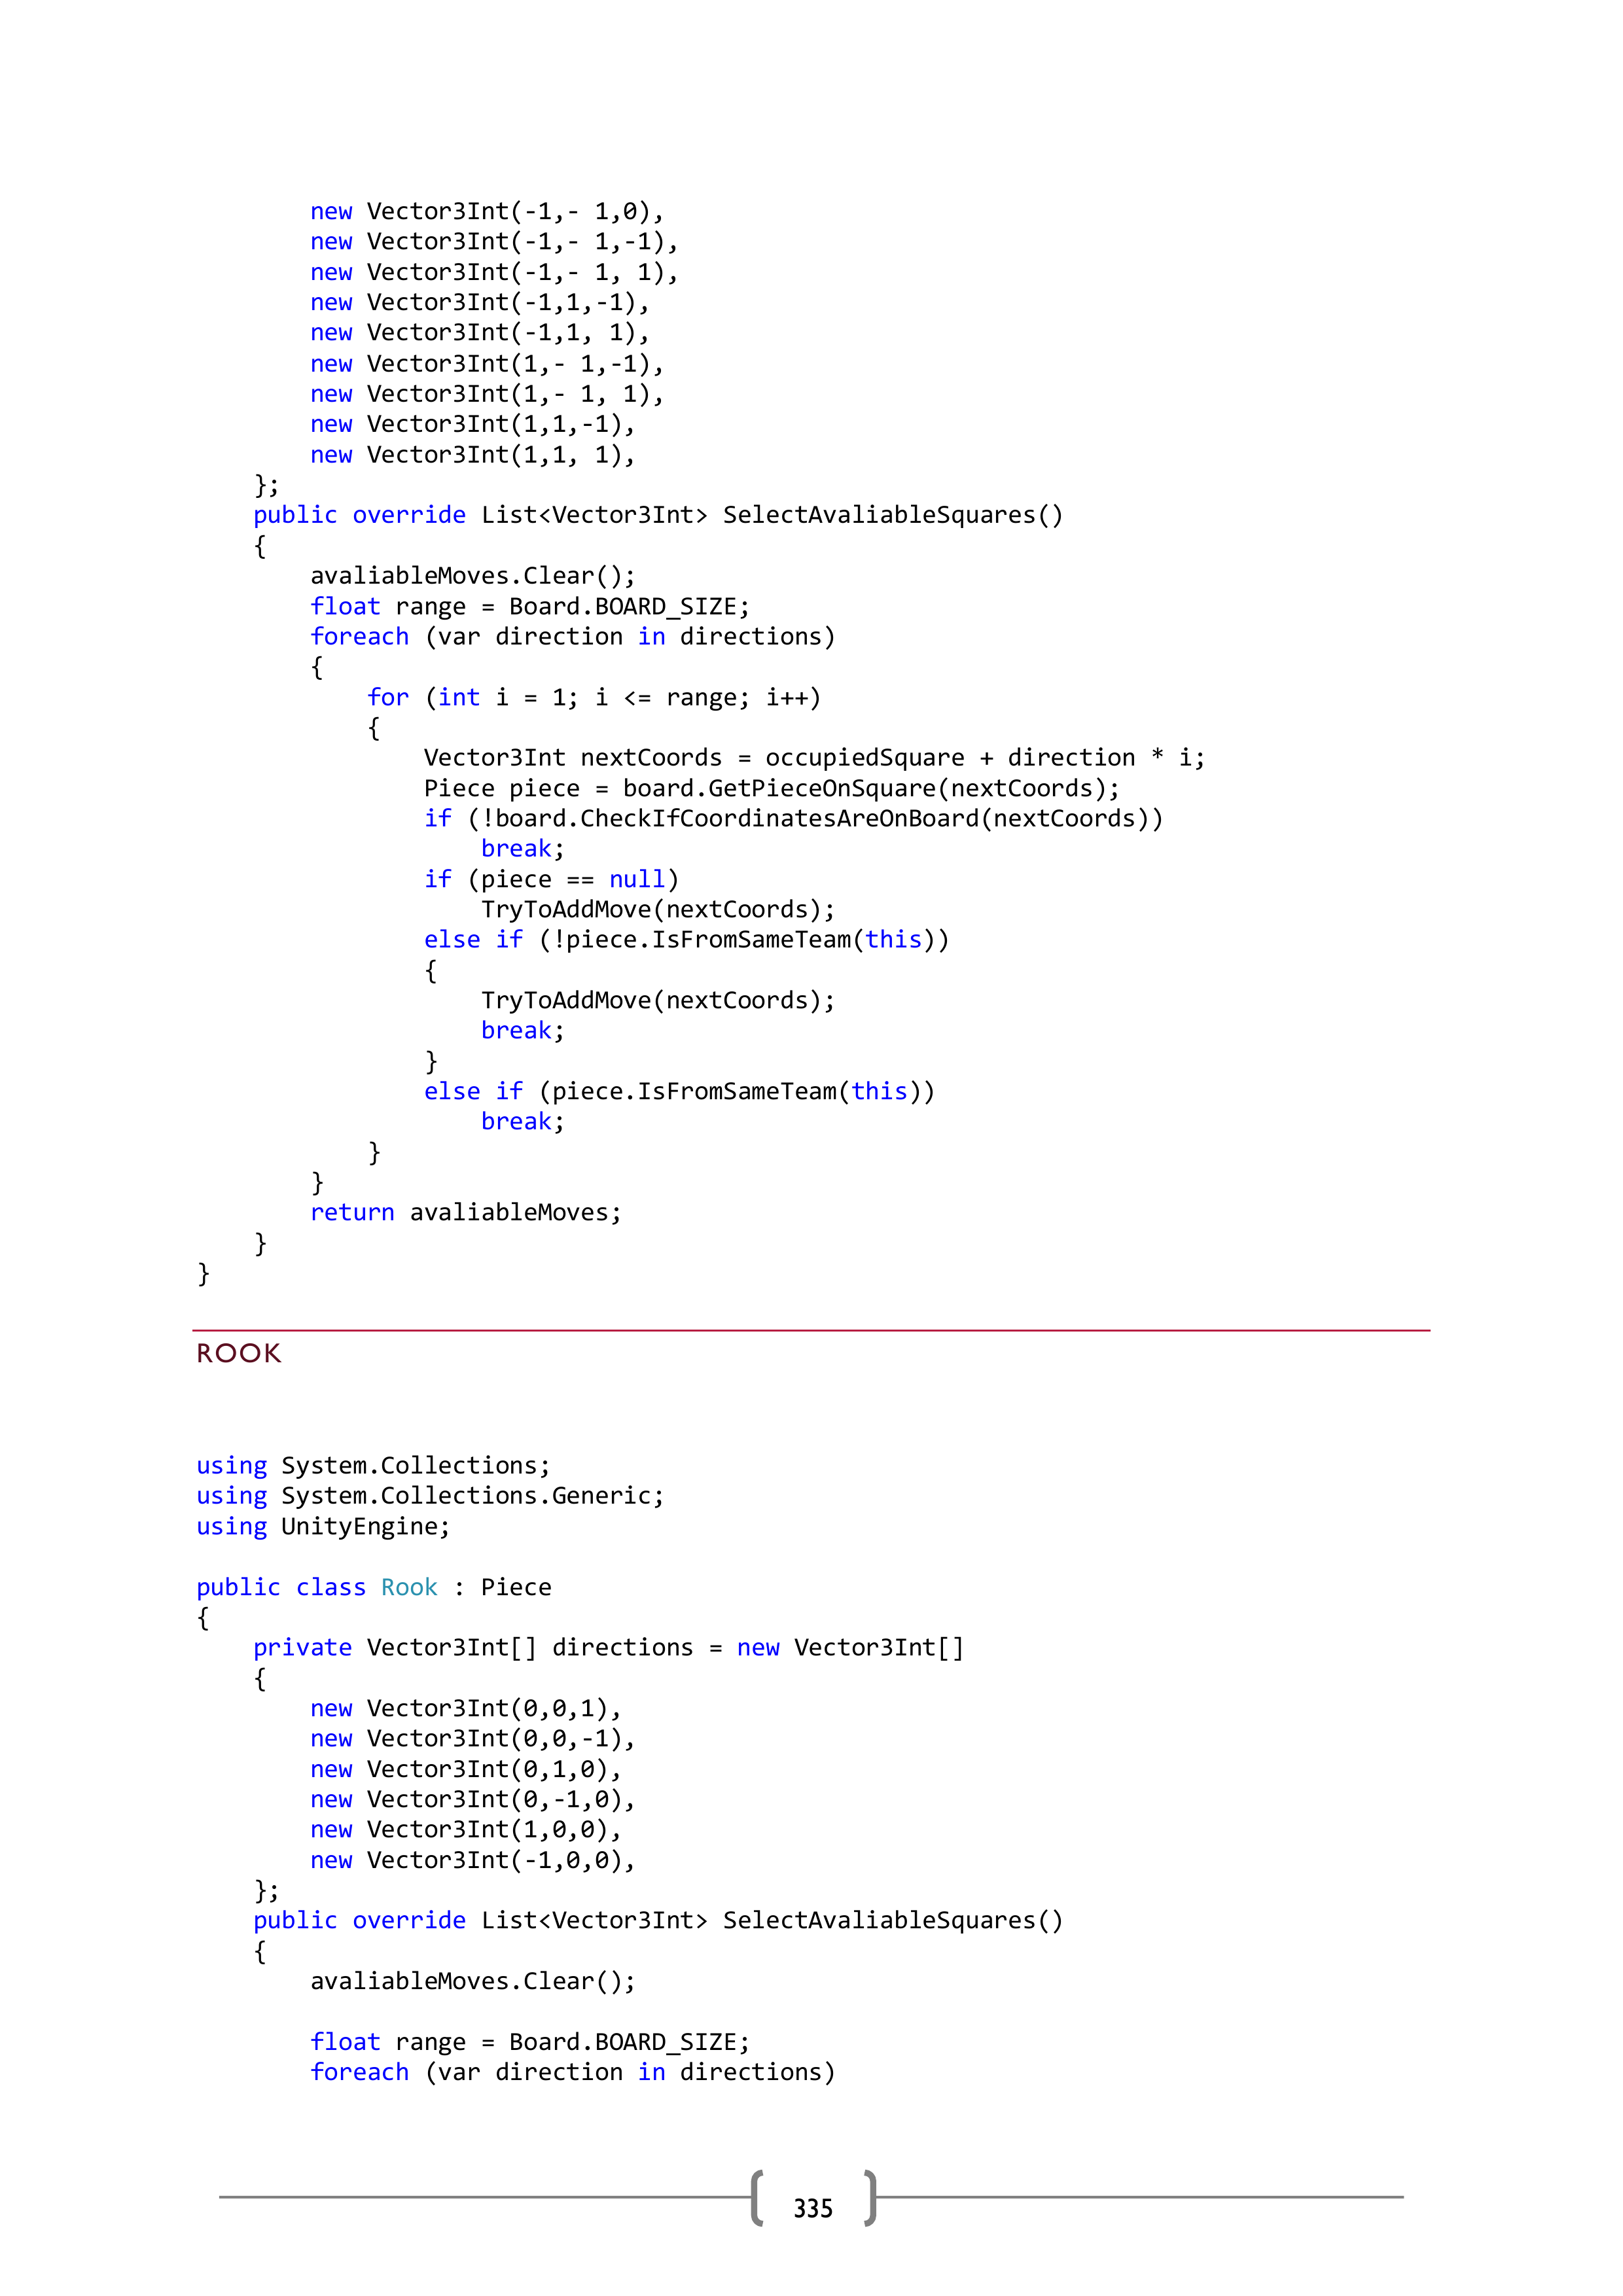 new Vector3Int(-1,- 1,0),
        new Vector3Int(-1,- 1,-1),
        new Vector3Int(-1,- 1, 1),
        new Vector3Int(-1,1,-1),
        new Vector3Int(-1,1, 1),
        new Vector3Int(1,- 1,-1),
        new Vector3Int(1,- 1, 1),
        new Vector3Int(1,1,-1),
        new Vector3Int(1,1, 1),
    };
    public override List<Vector3Int> SelectAvaliableSquares()
    {
        avaliableMoves.Clear();
        float range = Board.BOARD_SIZE;
        foreach (var direction in directions)
        {
            for (int i = 1; i <= range; i++)
            {
                Vector3Int nextCoords = occupiedSquare + direction * i;
                Piece piece = board.GetPieceOnSquare(nextCoords);
                if (!board.CheckIfCoordinatesAreOnBoard(nextCoords))
                    break;
                if (piece == null)
                    TryToAddMove(nextCoords);
                else if (!piece.IsFromSameTeam(this))
                {
                    TryToAddMove(nextCoords);
                    break;
                }
                else if (piece.IsFromSameTeam(this))
                    break;
            }
        }
        return avaliableMoves;
    }
}
ROOK
using System.Collections;
using System.Collections.Generic;
using UnityEngine;
public class Rook : Piece
{
    private Vector3Int[] directions = new Vector3Int[]
    {
        new Vector3Int(0,0,1),
        new Vector3Int(0,0,-1),
        new Vector3Int(0,1,0),
        new Vector3Int(0,-1,0),
        new Vector3Int(1,0,0),
        new Vector3Int(-1,0,0),
    };
    public override List<Vector3Int> SelectAvaliableSquares()
    {
        avaliableMoves.Clear();
        float range = Board.BOARD_SIZE;
        foreach (var direction in directions)
335